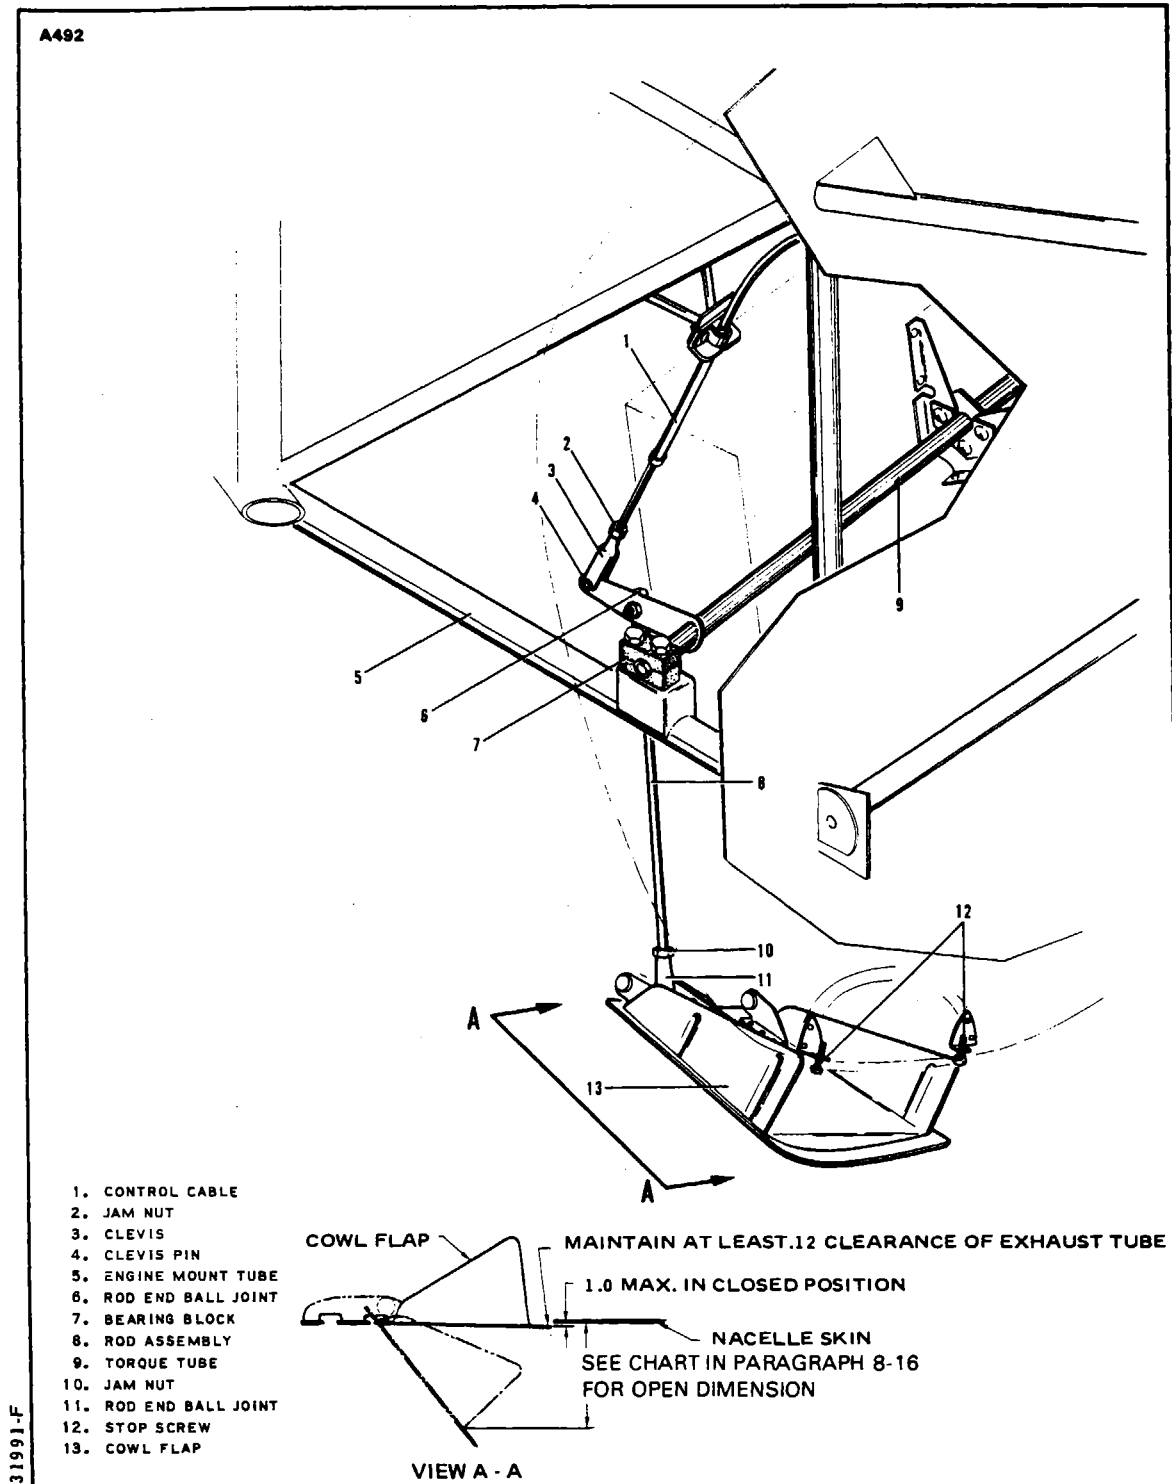 A492
1
2
3
4
5
6
7
8
9
10
11
12
13
A
A
1. CONTROL CABLE
2. JAM NUT
3. CLEVIS
4. CLEVIS PIN
5. ENGINE MOUNT TUBE
6. ROD END BALL JOINT
7. BEARING BLOCK
8. ROD ASSEMBLY
9. TORQUE TUBE
10. JAM NUT
11. ROD END BALL JOINT
12. STOP SCREW
13. COWL FLAP
COWL FLAP
MAINTAIN AT LEAST.12 CLEARANCE OF EXHAUST TUBE
1.0 MAX. IN CLOSED POSITION
NACELLE SKIN
SEE CHART IN PARAGRAPH 8-16
FOR OPEN DIMENSION
VIEW A - A
31991-F